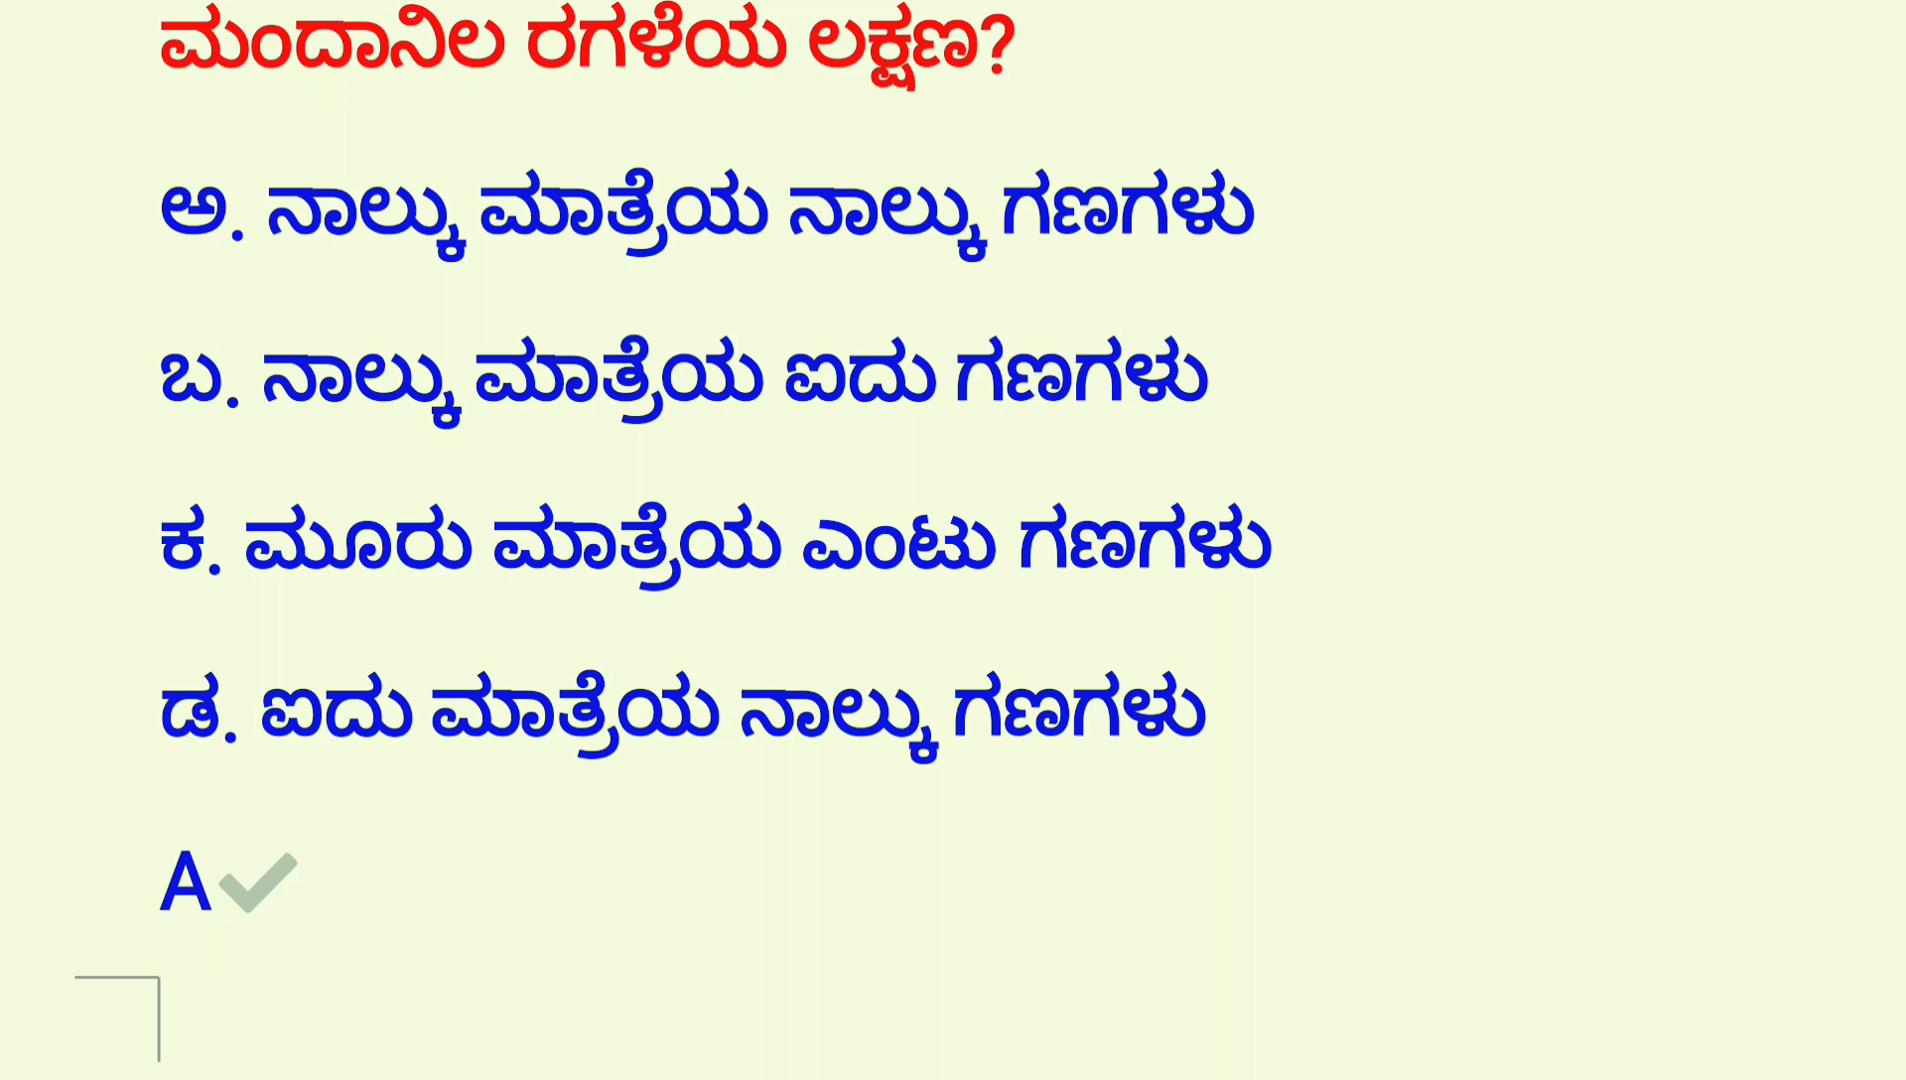 ಮಂದಾನಿಲ ರಗಳೆಯ ಲಕ್ಷಣ?
ಅ. ನಾಲ್ಕು ಮಾತ್ರೆಯ ನಾಲ್ಕು ಗಣಗಳು
ಬ. ನಾಲ್ಕು ಮಾತ್ರೆಯ ಐದು ಗಣಗಳು
ಕ. ಮೂರು ಮಾತ್ರೆಯ ಎಂಟು ಗಣಗಳು
ಡ. ಐದು ಮಾತ್ರೆಯ ನಾಲ್ಕು ಗಣಗಳು
A✔